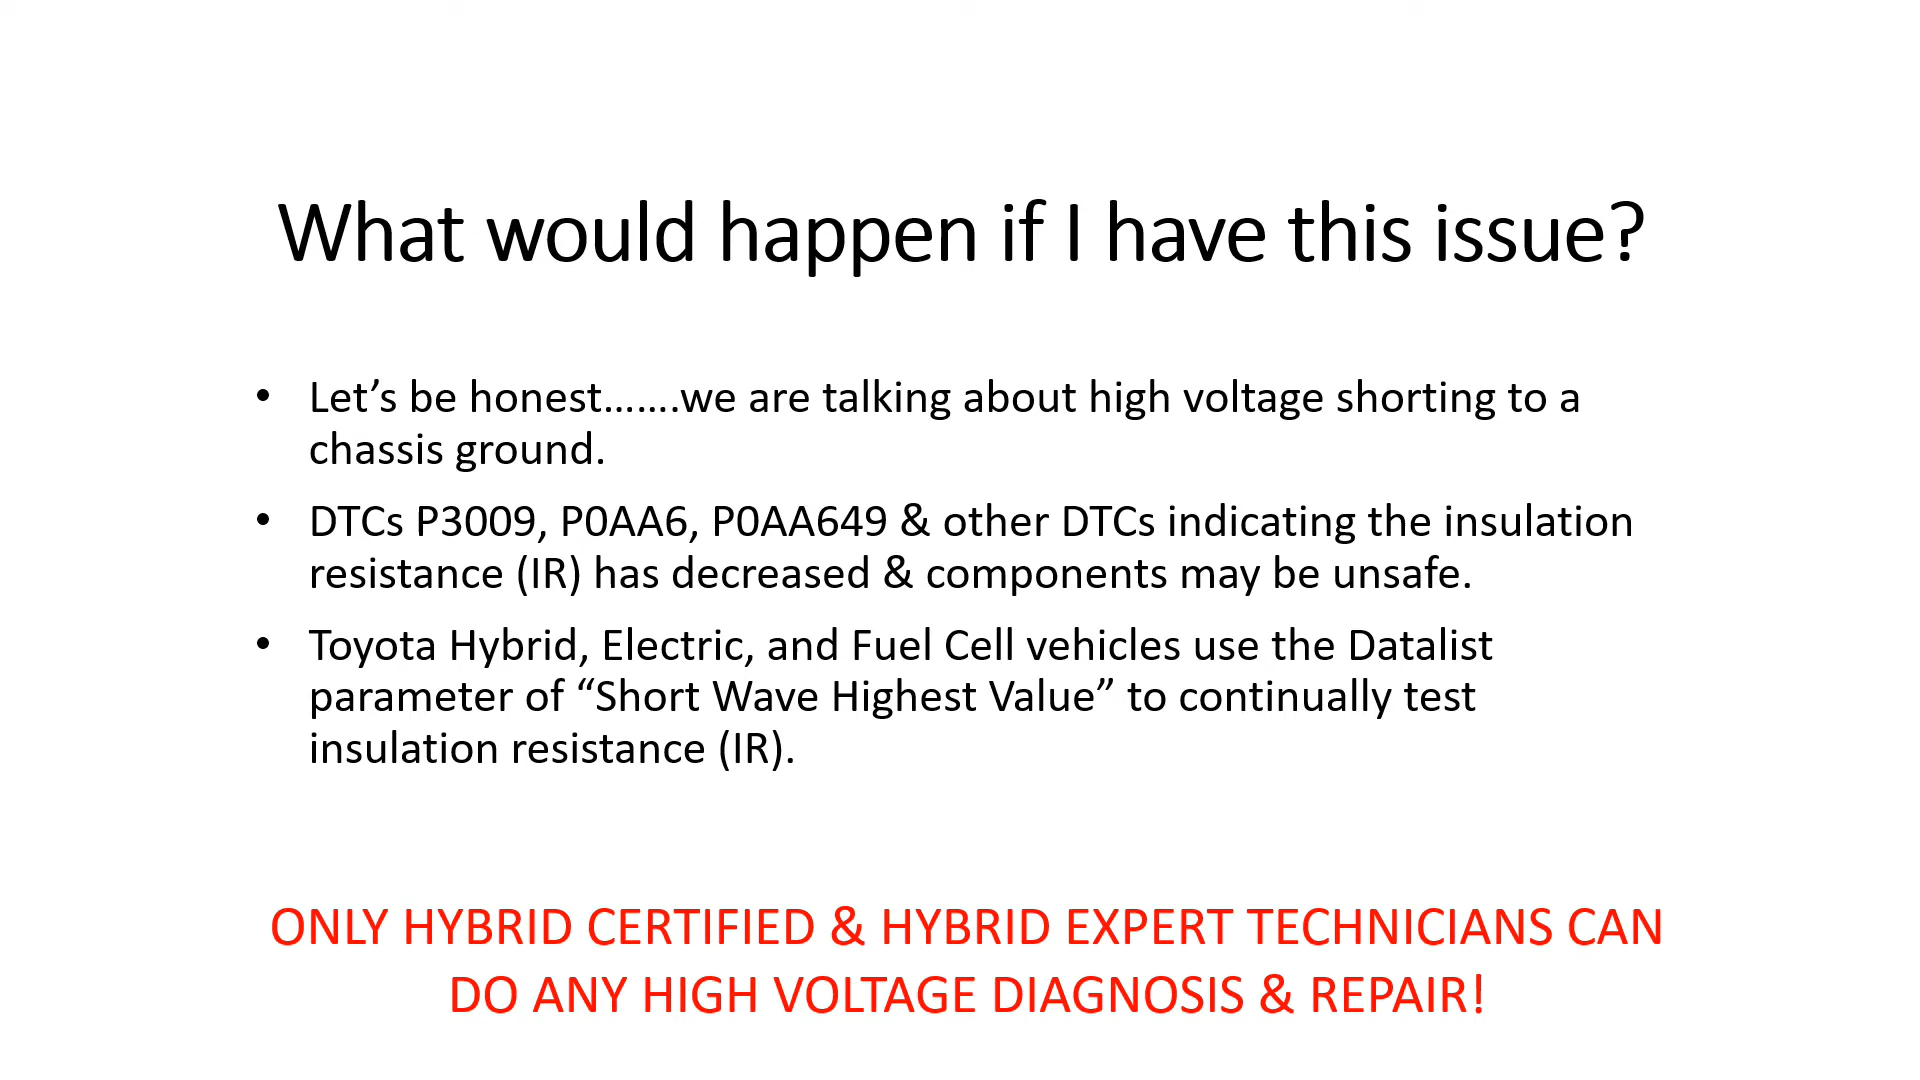 What would happen if I have this issue?
• Let’s be honest…….we are talking about high voltage shorting to a
chassis ground.
• DTCs P3009, P0AA6, P0AA649 & other DTCs indicating the insulation
resistance (IR) has decreased & components may be unsafe.
• Toyota Hybrid, Electric, and Fuel Cell vehicles use the Datalist
parameter of “Short Wave Highest Value” to continually test
insulation resistance (IR).
ONLY HYBRID CERTIFIED & HYBRID EXPERT TECHNICIANS CAN
DO ANY HIGH VOLTAGE DIAGNOSIS & REPAIR!